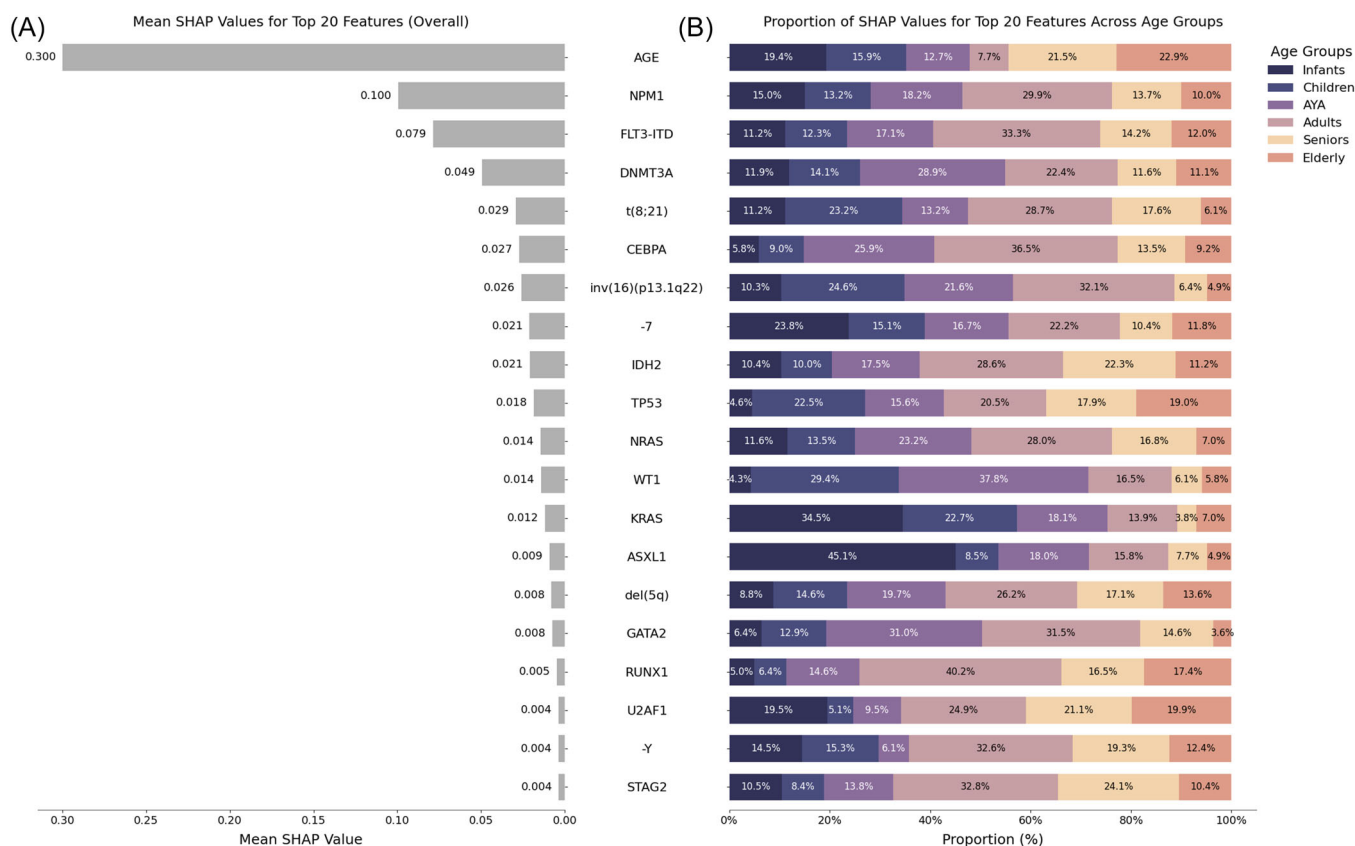 (A)
Mean SHAP Values for Top 20 Features (Overall)
(B)
Proportion of SHAP Values for Top 20 Features Across Age Groups
Age Groups
Infants
Children
AYA
Adults
Seniors
Elderly
0.300 AGE 19.4% 15.9% 12.7% 7.7% 21.5% 22.9%
0.100 NPM1 15.0% 13.2% 18.2% 29.9% 13.7% 10.0%
0.079 FLT3-ITD 11.2% 12.3% 17.1% 33.3% 14.2% 12.0%
0.049 DNMT3A 11.9% 14.1% 28.9% 22.4% 11.6% 11.1%
0.029 t(8;21) 11.2% 23.2% 13.2% 28.7% 17.6% 6.1%
0.027 CEBPA 5.8% 9.0% 25.9% 36.5% 13.5% 9.2%
0.026 inv(16)(p13.1q22) 10.3% 24.6% 21.6% 32.1% 6.4% 4.9%
0.021 -7 23.8% 15.1% 16.7% 22.2% 10.4% 11.8%
0.021 IDH2 10.4% 10.0% 17.5% 28.6% 22.3% 11.2%
0.018 TP53 4.6% 22.5% 15.6% 20.5% 17.9% 19.0%
0.014 NRAS 11.6% 13.5% 23.2% 28.0% 16.8% 7.0%
0.014 WT1 4.3% 29.4% 37.8% 16.5% 6.1% 5.8%
0.012 KRAS 34.5% 22.7% 18.1% 13.9% 3.8% 7.0%
0.009 ASXL1 45.1% 8.5% 18.0% 15.8% 7.7% 4.9%
0.008 del(5q) 8.8% 14.6% 19.7% 26.2% 17.1% 13.6%
0.008 GATA2 6.4% 12.9% 31.0% 31.5% 14.6% 3.6%
0.005 RUNX1 5.0% 6.4% 14.6% 40.2% 16.5% 17.4%
0.004 U2AF1 19.5% 5.1% 9.5% 24.9% 21.1% 19.9%
0.004 -Y 14.5% 15.3% 6.1% 32.6% 19.3% 12.4%
0.004 STAG2 10.5% 8.4% 13.8% 32.8% 24.1% 10.4%
0.30 0.25 0.20 0.15 0.10 0.05 0.00
Mean SHAP Value
0% 20% 40% 60% 80% 100%
Proportion (%)